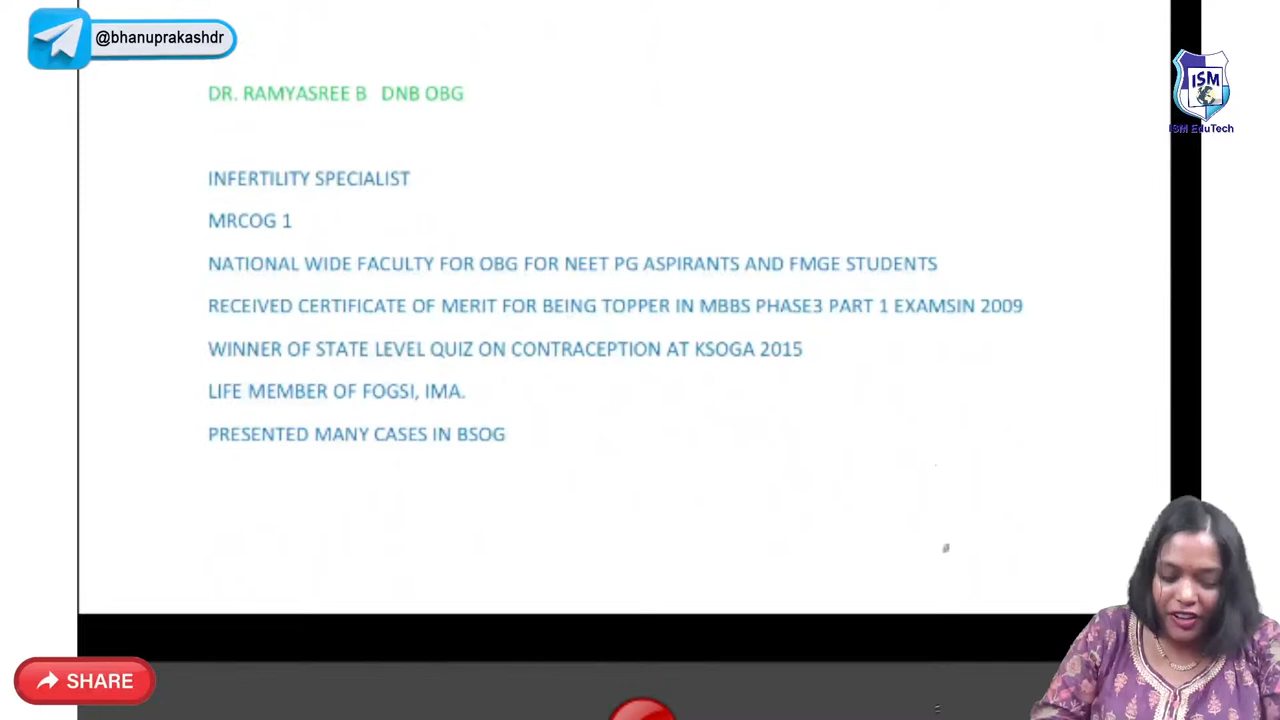 @bhanuprakashdr
ISM
ISM EduTech
DR. RAMYASREE B DNB OBG
INFERTILITY SPECIALIST
MRCOG 1
NATIONAL WIDE FACULTY FOR OBG FOR NEET PG ASPIRANTS AND FMGE STUDENTS
RECEIVED CERTIFICATE OF MERIT FOR BEING TOPPER IN MBBS PHASE3 PART 1 EXAMSIN 2009
WINNER OF STATE LEVEL QUIZ ON CONTRACEPTION AT KSOGA 2015
LIFE MEMBER OF FOGSI, IMA.
PRESENTED MANY CASES IN BSOG
SHARE